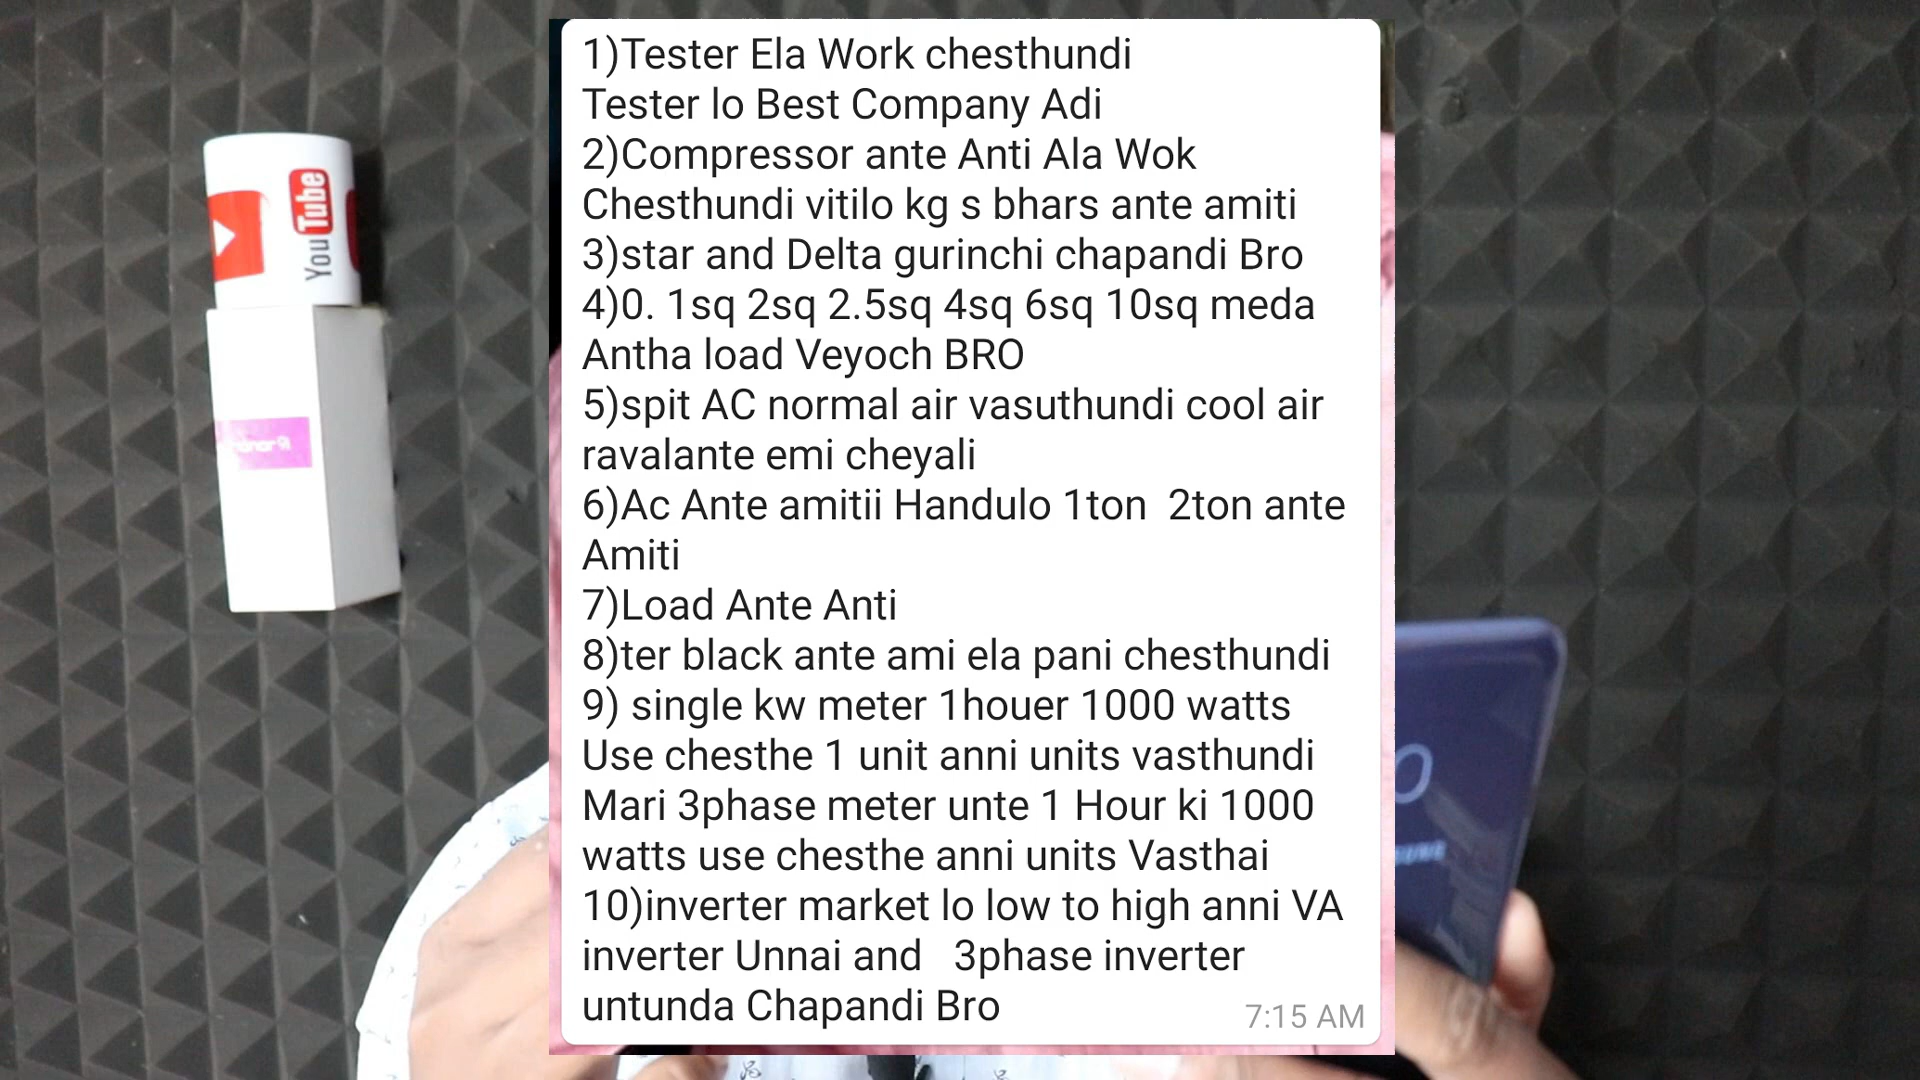 YouTube
honor 9i
1)Tester Ela Work chesthundi
Tester lo Best Company Adi
2)Compressor ante Anti Ala Wok
Chesthundi vitilo kg s bhars ante amiti
3)star and Delta gurinchi chapandi Bro
4)0. 1sq 2sq 2.5sq 4sq 6sq 10sq meda
Antha load Veyoch BRO
5)spit AC normal air vasuthundi cool air
ravalante emi cheyali
6)Ac Ante amitii Handulo 1ton  2ton ante
Amiti
7)Load Ante Anti
8)ter black ante ami ela pani chesthundi
9) single kw meter 1houer 1000 watts
Use chesthe 1 unit anni units vasthundi
Mari 3phase meter unte 1 Hour ki 1000
watts use chesthe anni units Vasthai
10)inverter market lo low to high anni VA
inverter Unnai and   3phase inverter
untunda Chapandi Bro
7:15 AM